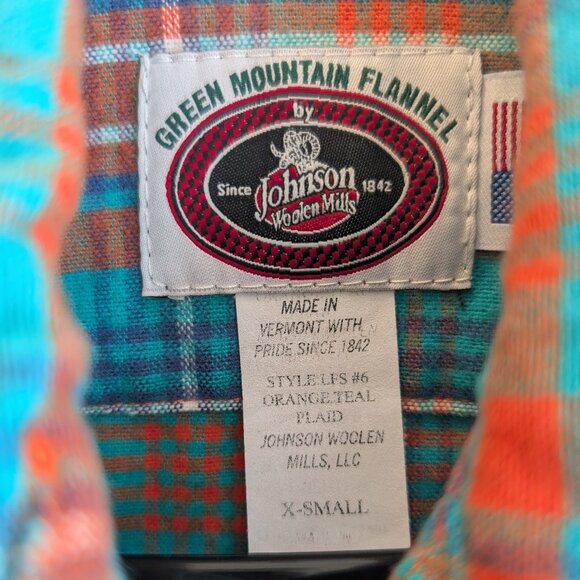 GREEN MOUNTAIN FLANNEL
by
Since Johnson 1842
Woolen Mills
MADE IN
VERMONT WITH
PRIDE SINCE 1842
STYLE:LFS #6
ORANGE.TEAL
PLAID
JOHNSON WOOLEN
MILLS, LLC
X-SMALL